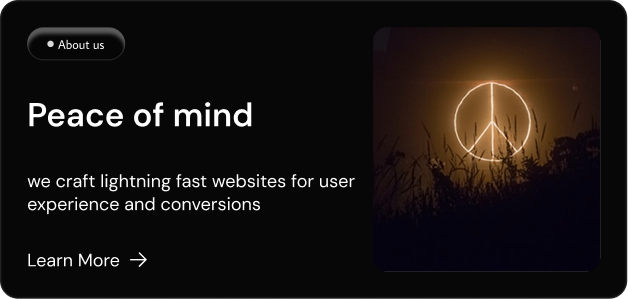 About us
Peace of mind
we craft lightning fast websites for user
experience and conversions
Learn More